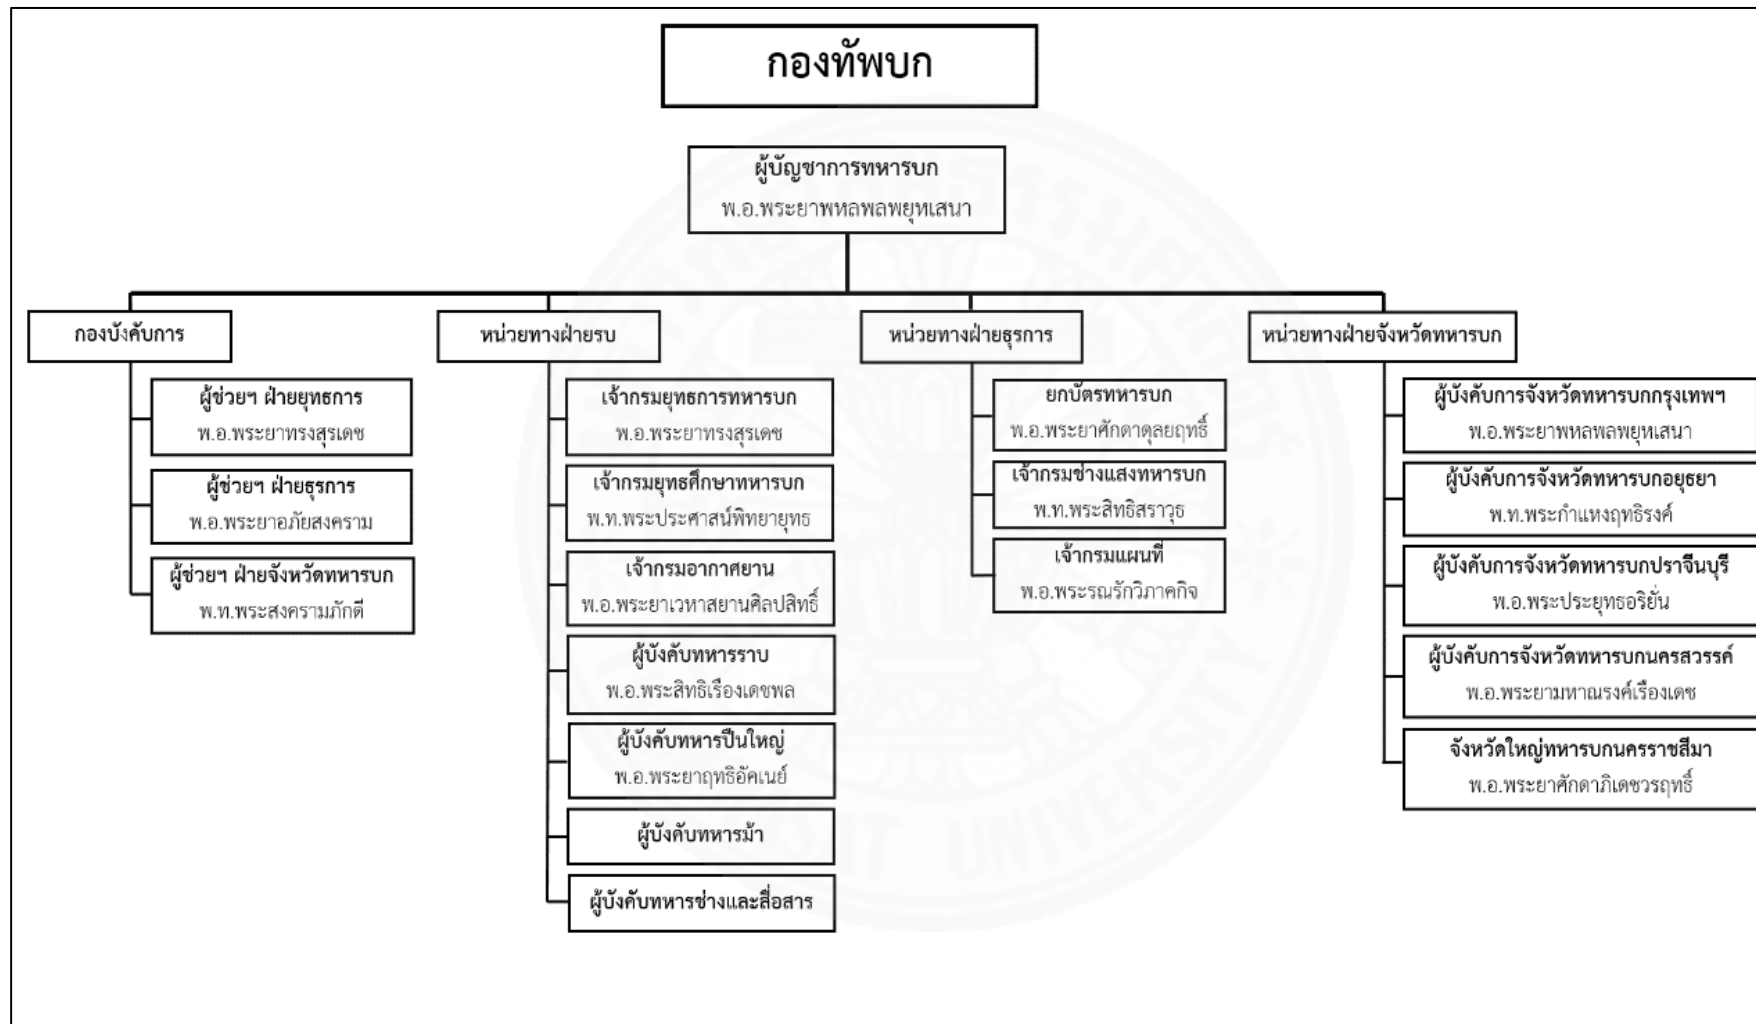 กองทัพบก
ผู้บัญชาการทหารบก
พ.อ.พระยาพหลพลพยุหเสนา
กองบังคับการ
ผู้ช่วยฯ ฝ่ายยุทธการ
พ.อ.พระยาทรงสุรเดช
ผู้ช่วยฯ ฝ่ายธุรการ
พ.อ.พระยาอภัยสงคราม
ผู้ช่วยฯ ฝ่ายจังหวัดทหารบก
พ.ท.พระสงครามภักดี
หน่วยทางฝ่ายรบ
เจ้ากรมยุทธการทหารบก
พ.อ.พระยาทรงสุรเดช
เจ้ากรมยุทธศึกษาทหารบก
พ.ท.พระประศาสน์พิทยายุทธ
เจ้ากรมอากาศยาน
พ.อ.พระยาเวหาสยานศิลปสิทธิ์
ผู้บังคับทหารราบ
พ.อ.พระสิทธิเรืองเดชพล
ผู้บังคับทหารปืนใหญ่
พ.อ.พระยาฤทธิอัคเนย์
ผู้บังคับทหารม้า
ผู้บังคับทหารช่างและสื่อสาร
หน่วยทางฝ่ายธุรการ
ยกบัตรทหารบก
พ.อ.พระยาศักดาดุลยฤทธิ์
เจ้ากรมช่างแสงทหารบก
พ.ท.พระสิทธิสราวุธ
เจ้ากรมแผนที่
พ.อ.พระรณรักวิภาคกิจ
หน่วยทางฝ่ายจังหวัดทหารบก
ผู้บังคับการจังหวัดทหารบกกรุงเทพฯ
พ.อ.พระยาพหลพลพยุหเสนา
ผู้บังคับการจังหวัดทหารบกอยุธยา
พ.ท.พระกำแหงฤทธิรงค์
ผู้บังคับการจังหวัดทหารบกปราจีนบุรี
พ.อ.พระประยุทธอริยั่น
ผู้บังคับการจังหวัดทหารบกนครสวรรค์
พ.อ.พระยามหาณรงค์เรืองเดช
จังหวัดใหญ่ทหารบกนครราชสีมา
พ.อ.พระยาศักดาภิเดชวรฤทธิ์